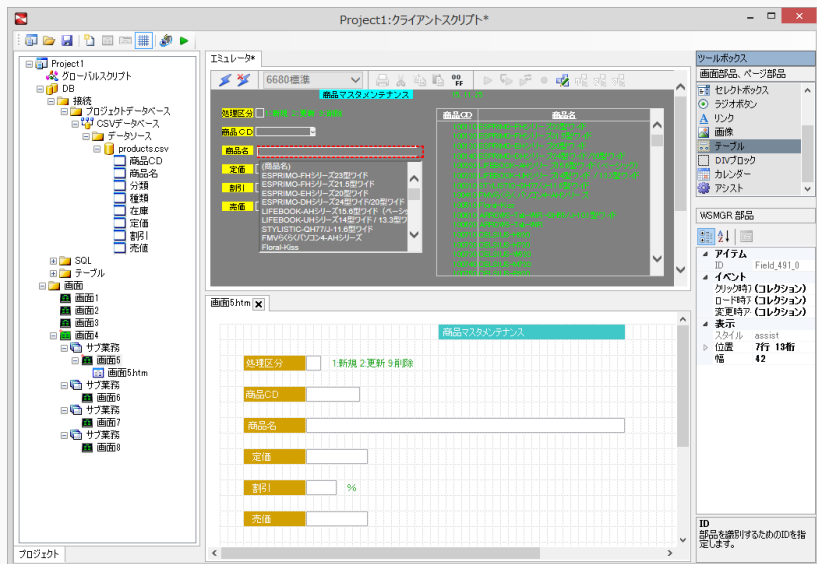 Project1:クライアントスクリプト*
Project1
グローバルスクリプト
DB
接続
プロジェクトデータベース
CSVデータベース
データソース
products.csv
商品CD
商品名
分類
種類
在庫
定価
割引
売価
SQL
テーブル
画面
画面1
画面2
画面3
画面4
サブ業務
画面5
画面5.htm
サブ業務
画面6
サブ業務
画面7
サブ業務
画面8
プロジェクト
エミュレータ*
6680標準
00 FF
商品マスタメンテナンス
処理区分
1:新規 2:更新 9:削除
商品CD
商品名
定価
割引
売価
(商品名)
ESPRIMO-FHシリーズ23型ワイド
ESPRIMO-FHシリーズ21.5型ワイド
ESPRIMO-EHシリーズ20型ワイド
ESPRIMO-DHシリーズ24型ワイド/20型ワイド
LIFEBOOK-AHシリーズ15.6型ワイド (ベーシッ
LIFEBOOK-UHシリーズ14型ワイド / 13.3型ワ
STYLISTIC-QH77/J-11.6型ワイド
FMVらくらくパソコン4-AHシリーズ
Floral-Kiss
商品CD
商品名
画面5.htm
商品マスタメンテナンス
処理区分
1:新規 2:更新 9:削除
商品CD
商品名
定価
割引
%
売価
ツールボックス
画面部品、ページ部品
セレクトボックス
ラジオボタン
リンク
画像
テーブル
DIVブロック
カレンダー
アシスト
WSMGR 部品
アイテム
ID Field_491_0
イベント
クリック時ア (コレクション)
ロード時ア (コレクション)
変更時ア (コレクション)
表示
スタイル assist
位置 7行 13桁
幅 42
ID
部品を識別するためのIDを指
定します。